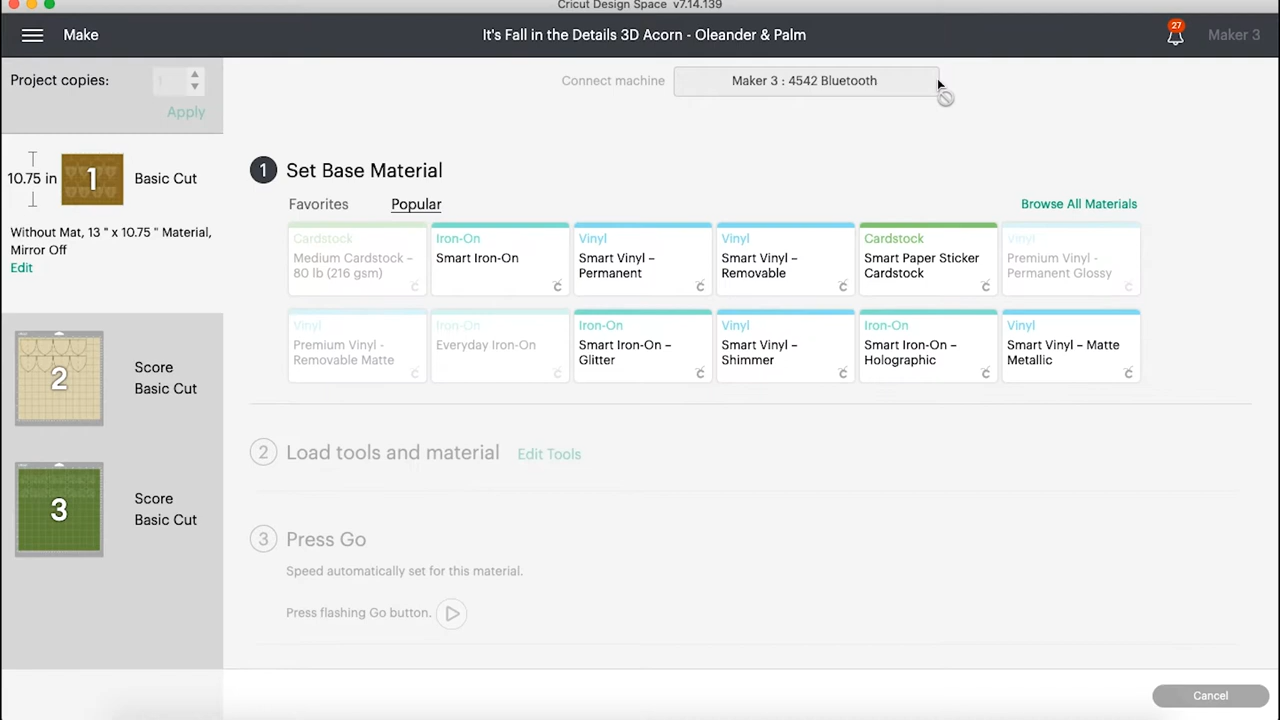 Cricut Design Space v7.14.139
Make
It's Fall in the Details 3D Acorn - Oleander & Palm
27
Maker 3
Project copies:
1
Apply
Connect machine
Maker 3 : 4542 Bluetooth
10.75 in
1
Basic Cut
Without Mat, 13 " x 10.75 " Material,
Mirror Off
Edit
2
Score
Basic Cut
3
Score
Basic Cut
1
Set Base Material
Favorites
Popular
Browse All Materials
Cardstock
Medium Cardstock –
80 lb (216 gsm)
Iron-On
Smart Iron-On
Vinyl
Smart Vinyl –
Permanent
Vinyl
Smart Vinyl –
Removable
Cardstock
Smart Paper Sticker
Cardstock
Vinyl
Premium Vinyl -
Permanent Glossy
Vinyl
Premium Vinyl -
Removable Matte
Iron-On
Everyday Iron-On
Iron-On
Smart Iron-On –
Glitter
Vinyl
Smart Vinyl –
Shimmer
Iron-On
Smart Iron-On –
Holographic
Vinyl
Smart Vinyl – Matte
Metallic
2
Load tools and material
Edit Tools
3
Press Go
Speed automatically set for this material.
Press flashing Go button.
Cancel